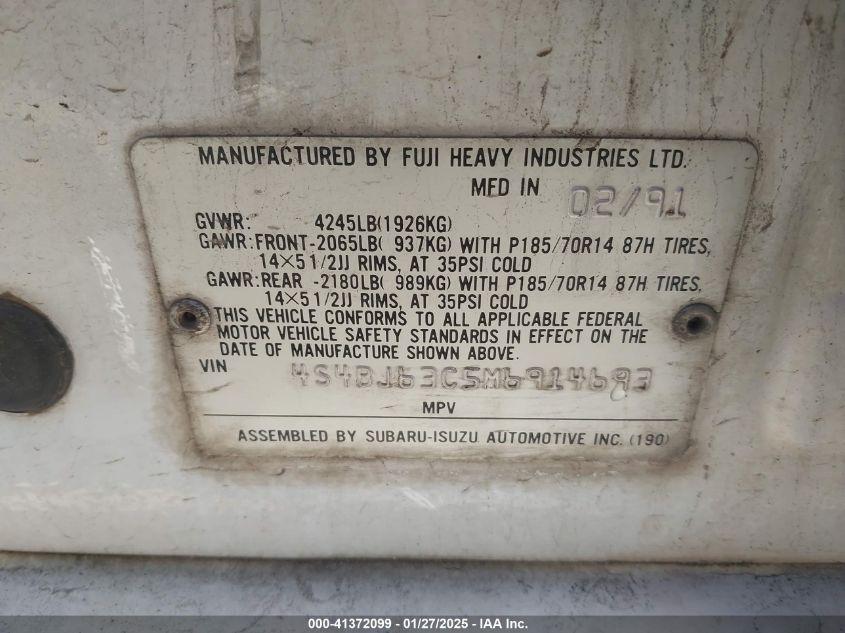 MANUFACTURED BY FUJI HEAVY INDUSTRIES LTD.
MFD IN 02/91
GVWR: 4245LB(1926KG)
GAWR:FRONT-2065LB( 937KG) WITH P185/70R14 87H TIRES,
14×5 1/2JJ RIMS, AT 35PSI COLD
GAWR:REAR -2180LB( 989KG) WITH P185/70R14 87H TIRES,
14×5 1/2JJ RIMS, AT 35PSI COLD
THIS VEHICLE CONFORMS TO ALL APPLICABLE FEDERAL
MOTOR VEHICLE SAFETY STANDARDS IN EFFECT ON THE
DATE OF MANUFACTURE SHOWN ABOVE.
VIN 4S4BJ63C5M6914693
MPV
ASSEMBLED BY SUBARU-ISUZU AUTOMOTIVE INC. (190)
000-41372099 - 01/27/2025 - IAA Inc.